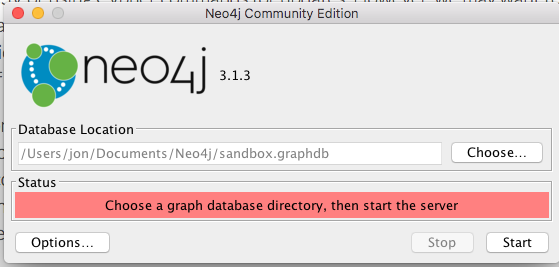 Neo4j Community Edition
neo4j 3.1.3
Database Location
/Users/jon/Documents/Neo4j/sandbox.graphdb
Choose...
Status
Choose a graph database directory, then start the server
Options...
Stop
Start